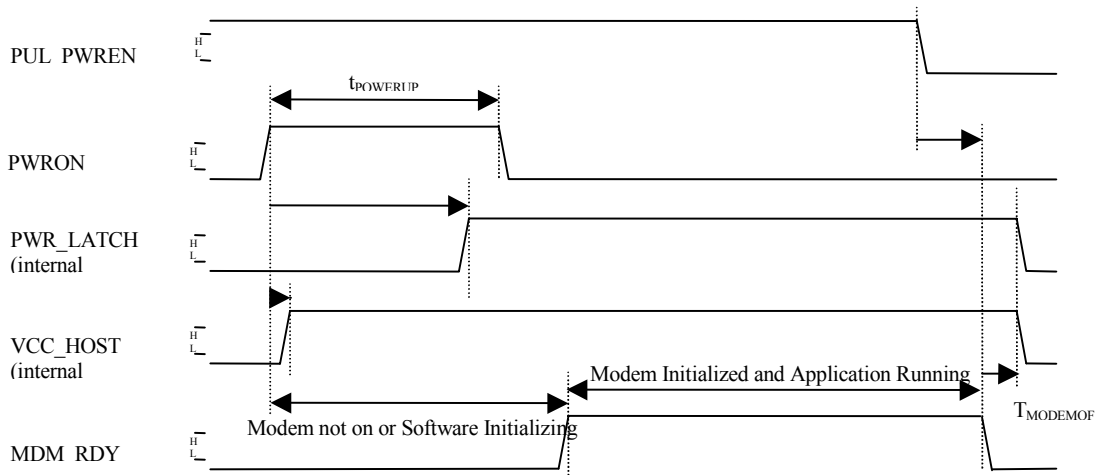 H
L
PUL PWREN
tPOWERUP
H
L
PWRON
H
L
PWR_LATCH
(internal
H
L
VCC_HOST
(internal
Modem Initialized and Application Running
TMODEMOF
Modem not on or Software Initializing
H
L
MDM RDY